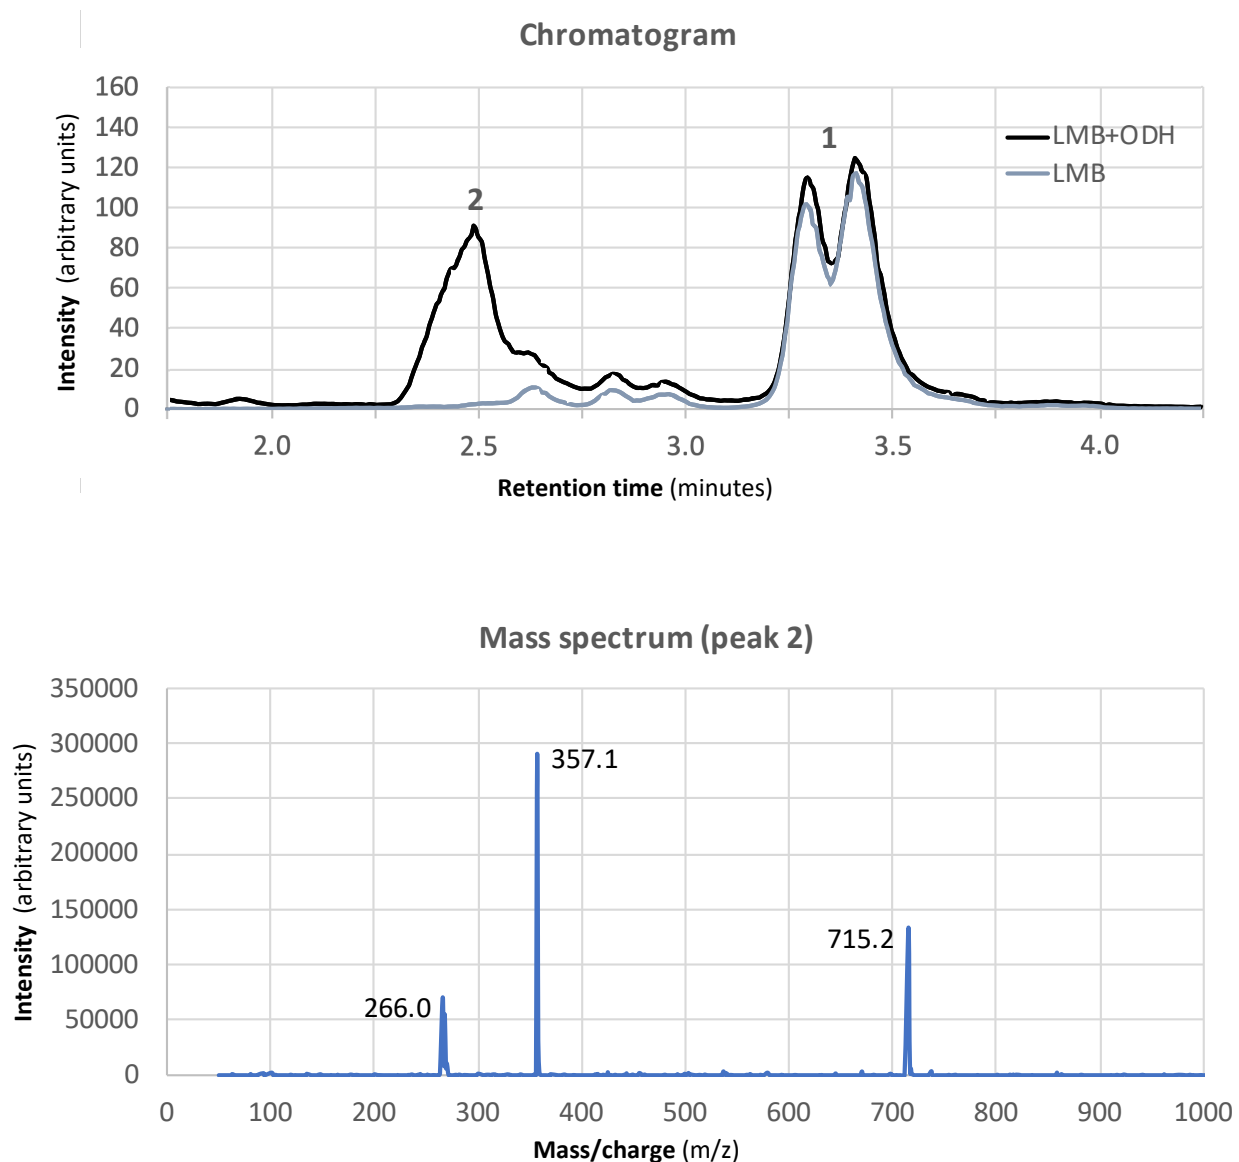 Chromatogram
160
140
120
100
80
60
40
20
0
Intensity (arbitrary units)
2
1
LMB+ODH
LMB
2.0 2.5 3.0 3.5 4.0
Retention time (minutes)
Mass spectrum (peak 2)
350000
300000
250000
200000
150000
100000
50000
0
Intensity (arbitrary units)
357.1
715.2
266.0
0 100 200 300 400 500 600 700 800 900 1000
Mass/charge (m/z)